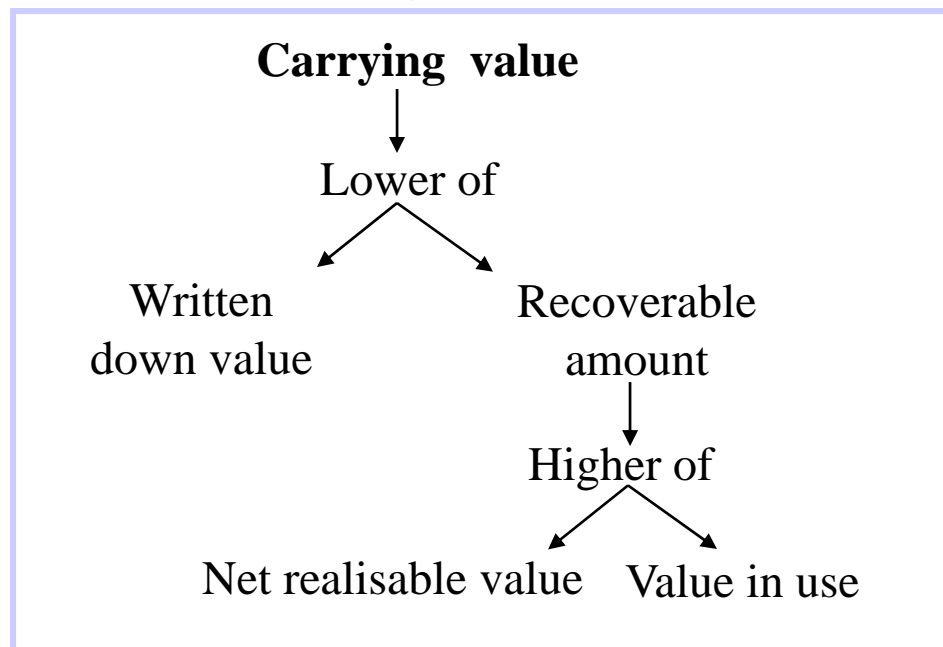 Carrying value
Lower of
Written
down value
Recoverable
amount
Higher of
Net realisable value
Value in use